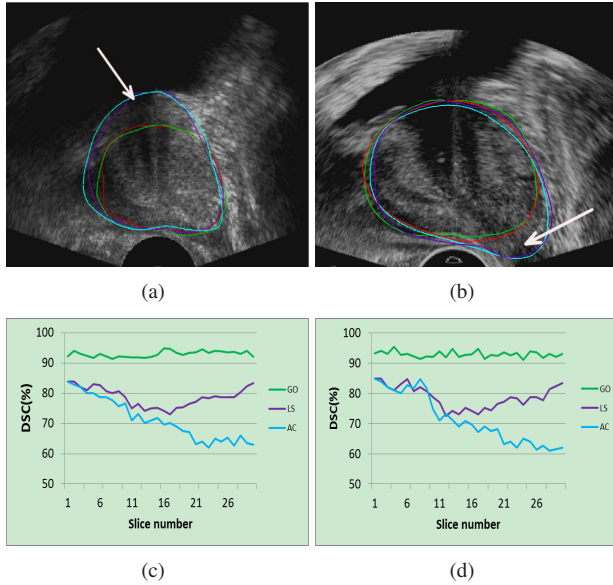 (a)
(b)
100
90
80
70
60
50
DSC(%)
1 6 11 16 21 26
Slice number
GO
LS
AC
(c)
100
90
80
70
60
50
DSC(%)
1 6 11 16 21 26
Slice number
GO
LS
AC
(d)